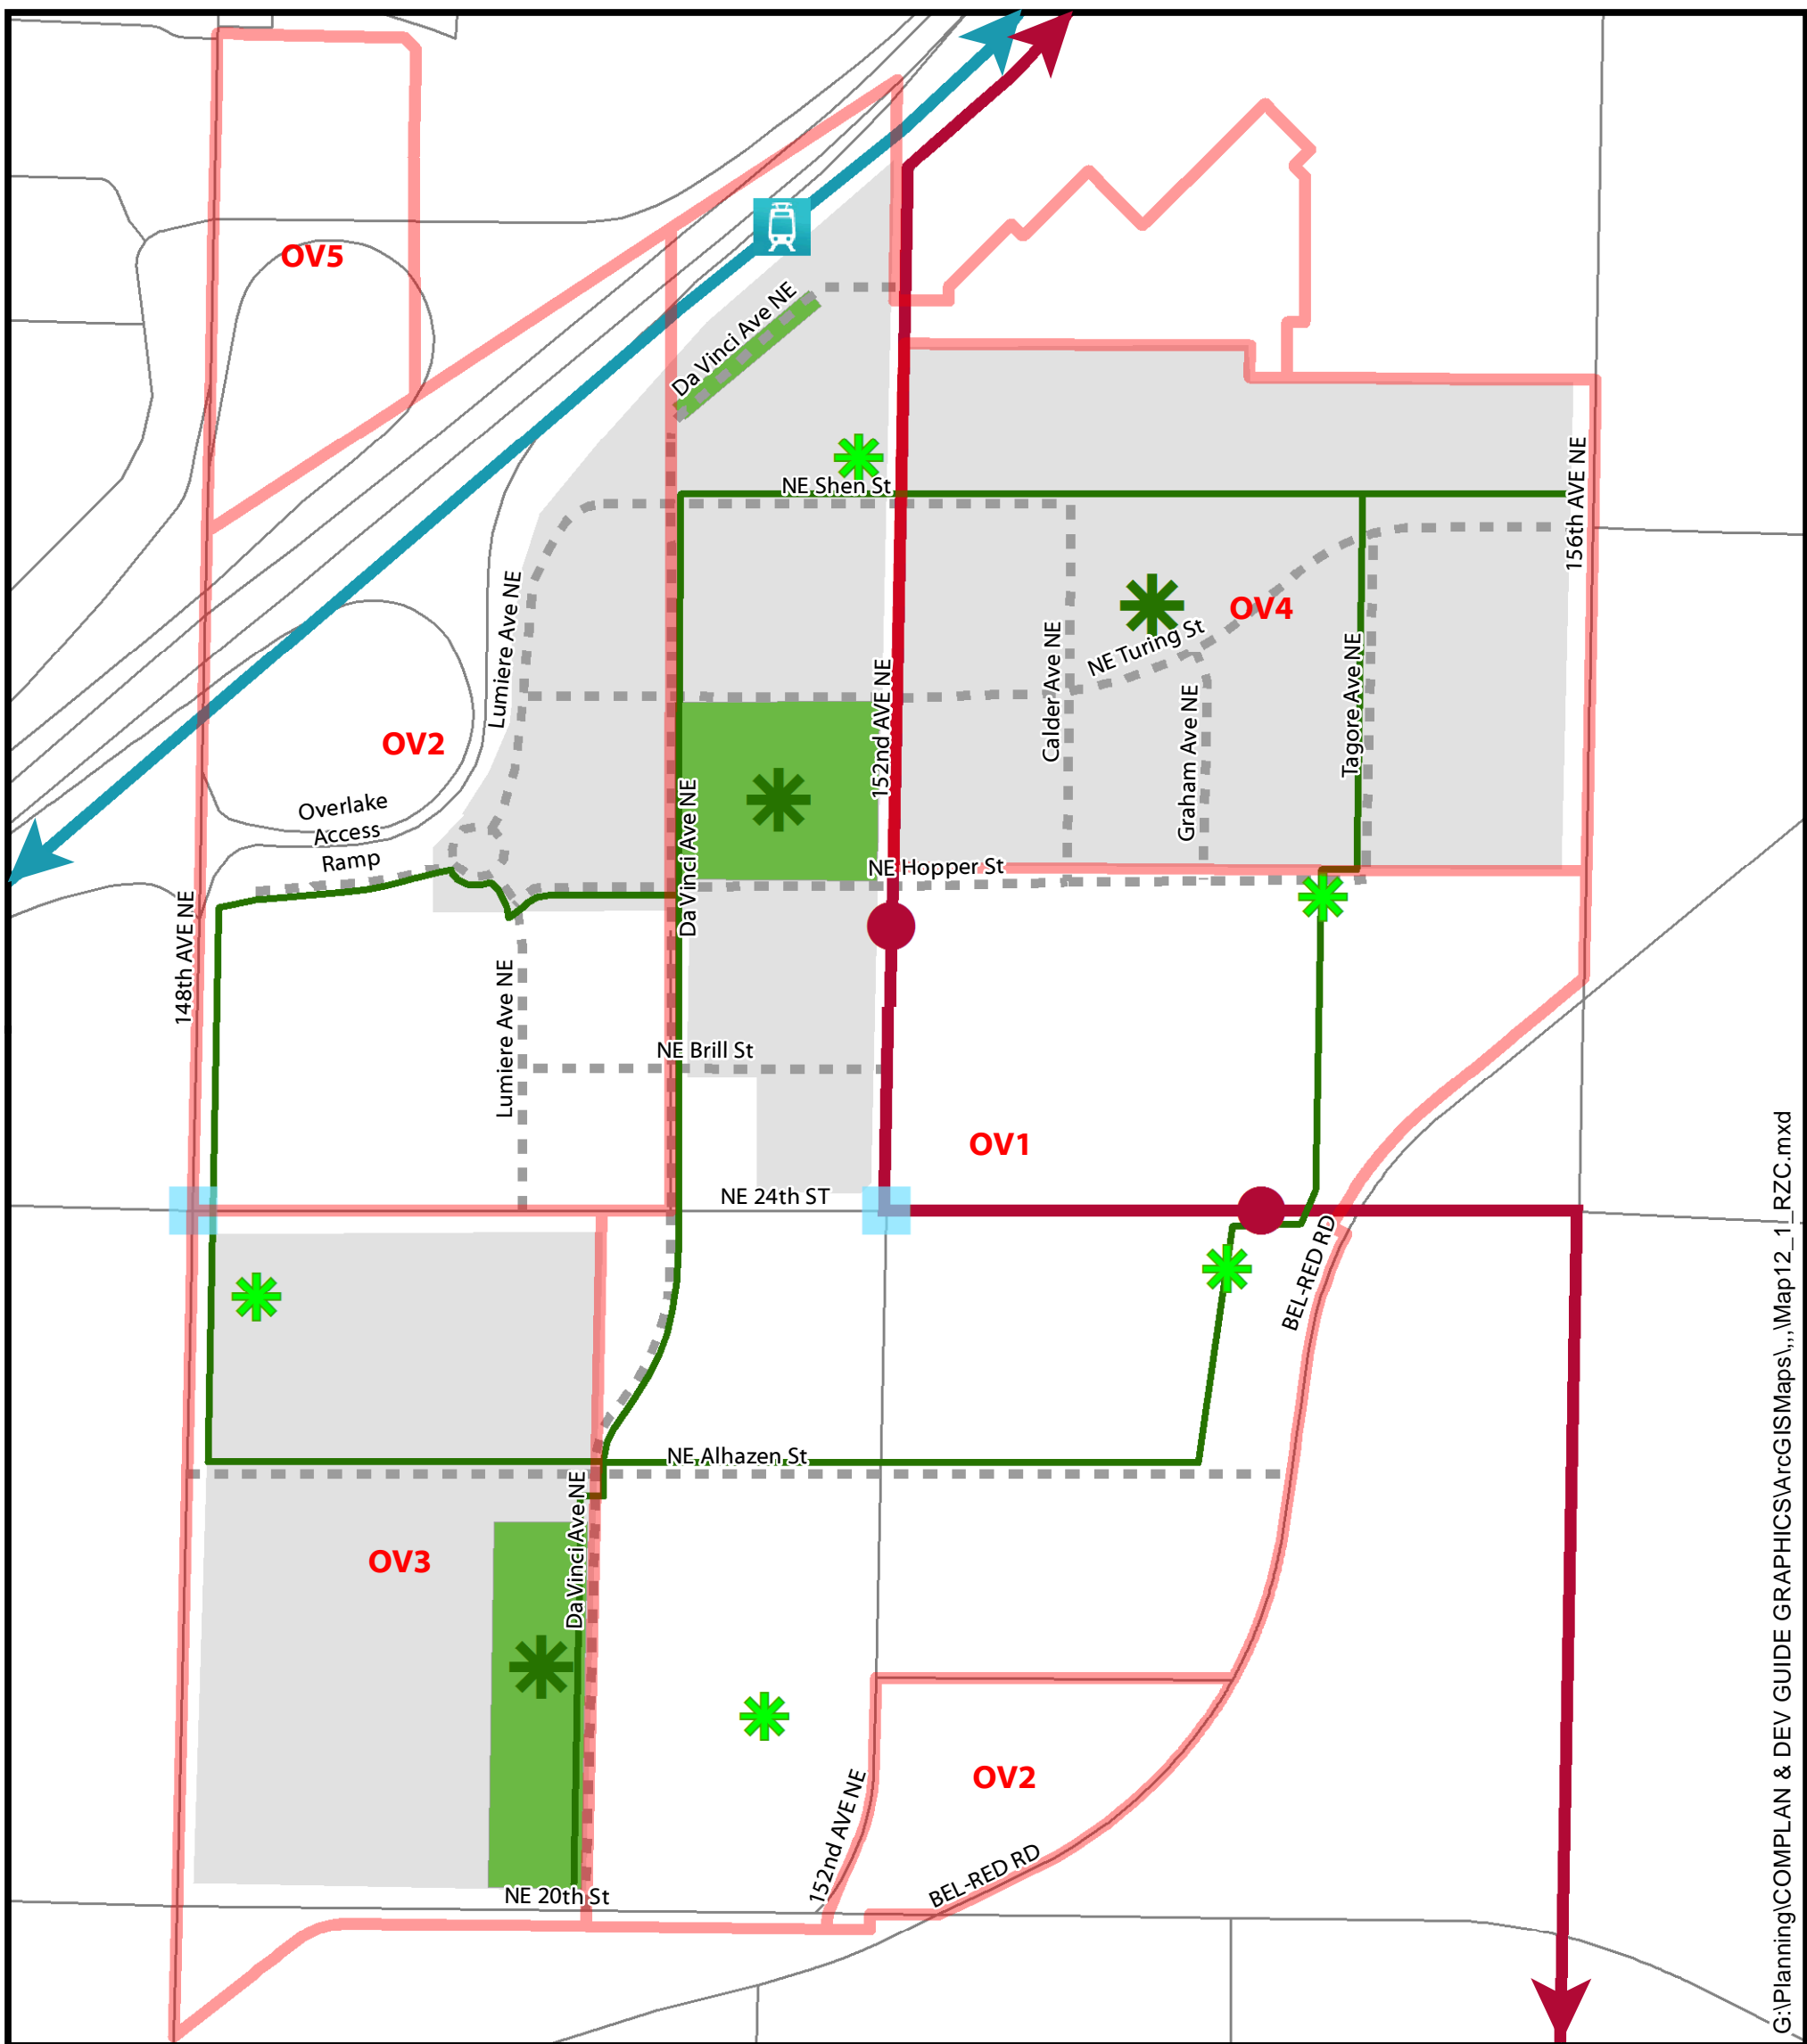 OV5
Da Vinci Ave NE
NE Shen St
156th AVE NE
Lumiere Ave NE
OV4
NE Turing St
Calder Ave NE
152nd AVE NE
Graham Ave NE
Tagore Ave NE
OV2
Overlake
Access
Ramp
Da Vinci Ave NE
NE Hopper St
148th AVE NE
Lumiere Ave NE
NE Brill St
OV1
NE 24th ST
BEL-RED RD
NE Alhazen St
Da Vinci Ave NE
OV3
OV2
152nd AVE NE
BEL-RED RD
NE 20th St
G:\Planning\COMPLAN & DEV GUIDE GRAPHICS\ArcGISMaps\,,,\Map12_1_RZC.mxd